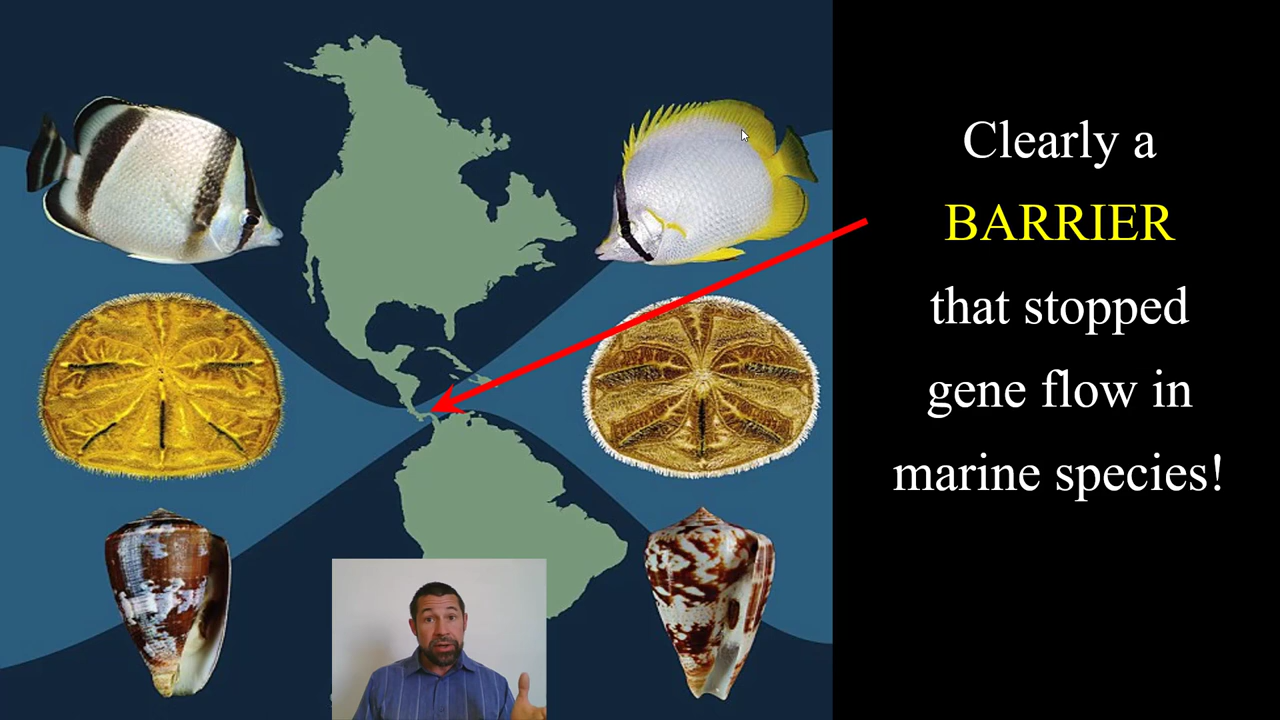 Clearly a
BARRIER
that stopped
gene flow in
marine species!